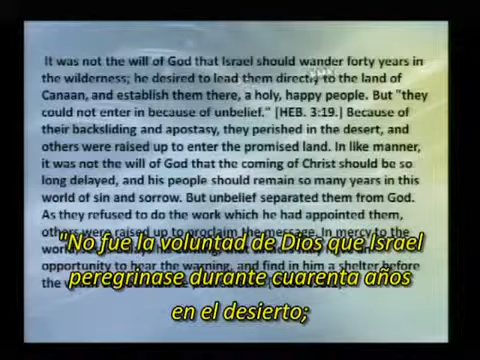 It was not the will of God that Israel should wander forty years in
the wilderness; he desired to lead them directly to the land of
Canaan, and establish them there, a holy, happy people. But "they
could not enter in because of unbelief." [HEB. 3:19.] Because of
their backsliding and apostasy, they perished in the desert, and
others were raised up to enter the promised land. In like manner,
it was not the will of God that the coming of Christ should be so
long delayed, and his people should remain so many years in this
world of sin and sorrow. But unbelief separated them from God.
As they refused to do the work which he had appointed them,
others were raised up to proclaim the message. In mercy to the
opportunity to hear the warning, and find in him a shelter before
the
"No fue la voluntad de Dios que Israel
peregrinase durante cuarenta años
en el desierto;